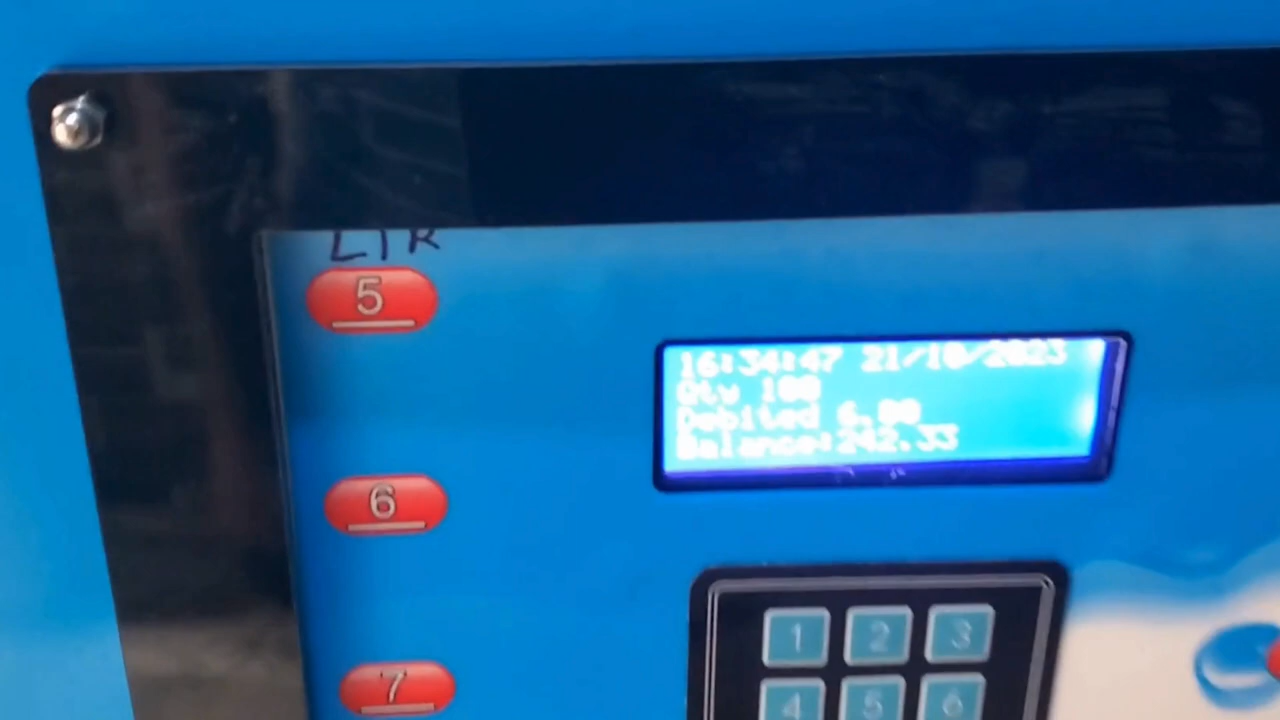 LTR
5
16:34:47 21/10/2023
Qty 100
Debited 6.00
Balance:242.33
6
1 2 3
7
4 5 6